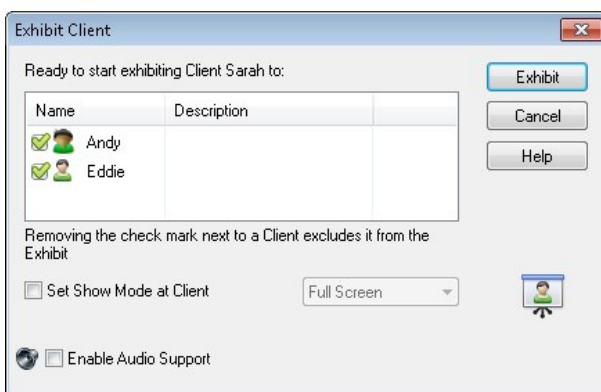 Exhibit Client
Ready to start exhibiting Client Sarah to:
Exhibit
Name Description
Cancel
Andy
Help
Eddie
Removing the check mark next to a Client excludes it from the
Exhibit
Set Show Mode at Client Full Screen
Enable Audio Support